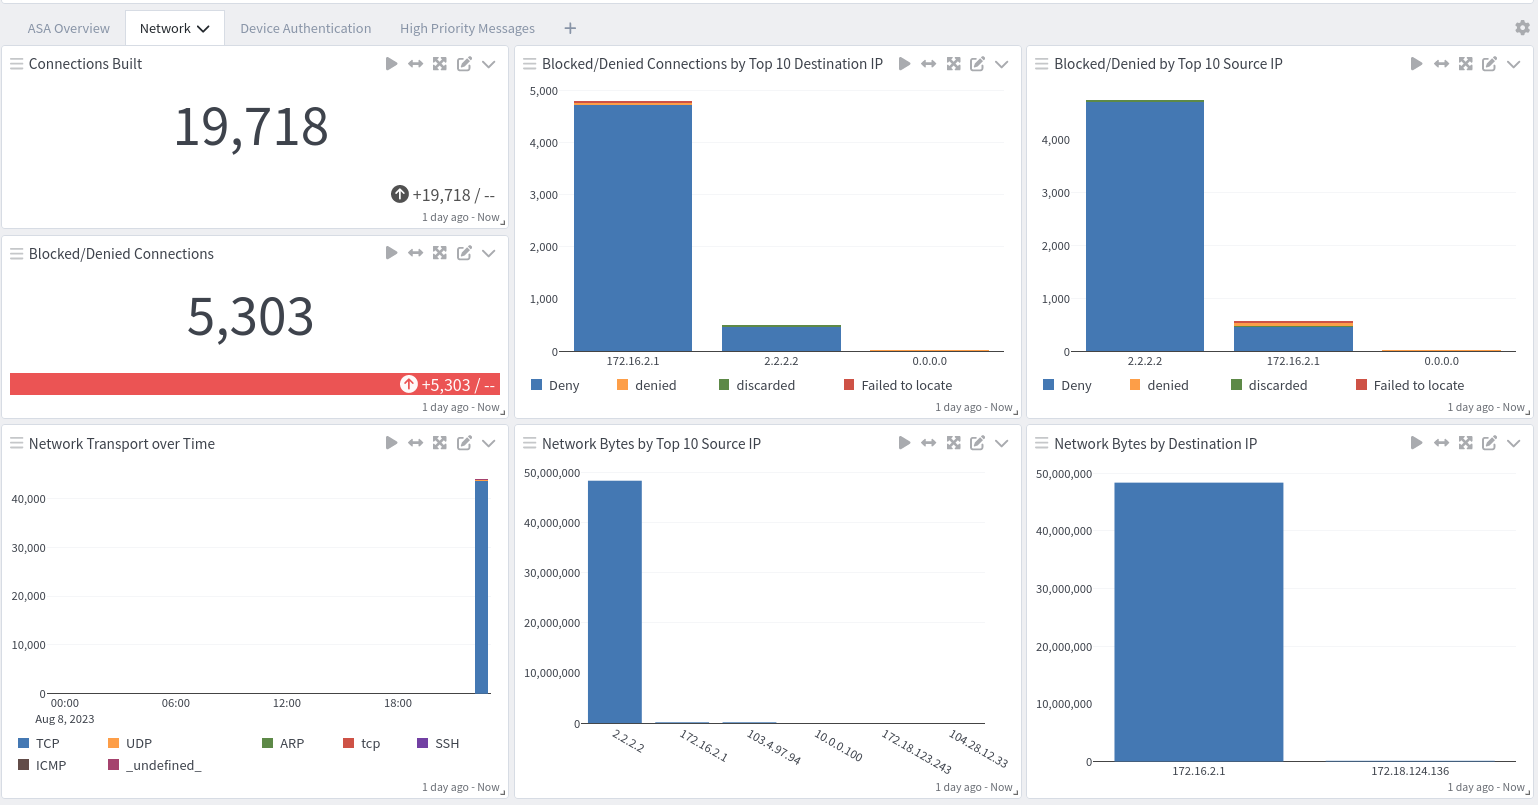 ASA Overview Network Device Authentication High Priority Messages +
Connections Built
19,718
+19,718 / --
1 day ago - Now
Blocked/Denied Connections
5,303
+5,303 / --
1 day ago - Now
Blocked/Denied Connections by Top 10 Destination IP
5,000
4,000
3,000
2,000
1,000
0
172.16.2.1 2.2.2.2 0.0.0.0
Deny denied discarded Failed to locate
1 day ago - Now
Blocked/Denied by Top 10 Source IP
4,000
3,000
2,000
1,000
0
2.2.2.2 172.16.2.1 0.0.0.0
Deny denied discarded Failed to locate
1 day ago - Now
Network Transport over Time
40,000
30,000
20,000
10,000
0
00:00 06:00 12:00 18:00
Aug 8, 2023
TCP UDP ARP tcp SSH
ICMP _undefined_
1 day ago - Now
Network Bytes by Top 10 Source IP
50,000,000
40,000,000
30,000,000
20,000,000
10,000,000
0
2.2.2.2 172.16.2.1 103.4.97.94 10.0.0.100 172.18.123.243 104.28.12.33
1 day ago - Now
Network Bytes by Destination IP
50,000,000
40,000,000
30,000,000
20,000,000
10,000,000
0
172.16.2.1 172.18.124.136
1 day ago - Now